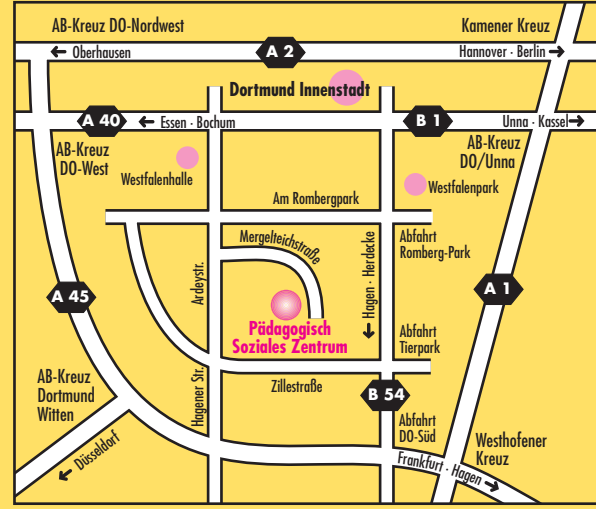 AB-Kreuz DO-Nordwest
Kamener Kreuz
← Oberhausen
A 2
Hannover · Berlin →
Dortmund Innenstadt
A 40
← Essen · Bochum
B 1
Unna · Kassel →
AB-Kreuz
DO-West
AB-Kreuz
DO/Unna
Westfalenhalle
Westfalenpark
Am Rombergpark
Mergelteichstraße
Abfahrt
Romberg-Park
Ardeystr.
Hagen · Herdecke →
A 45
A 1
Pädagogisch
Soziales Zentrum
Abfahrt
Tierpark
AB-Kreuz
Dortmund
Witten
Hagener Str.
Zillestraße
B 54
Abfahrt
DO-Süd
← Düsseldorf
Westhofener
Kreuz
Frankfurt · Hagen →